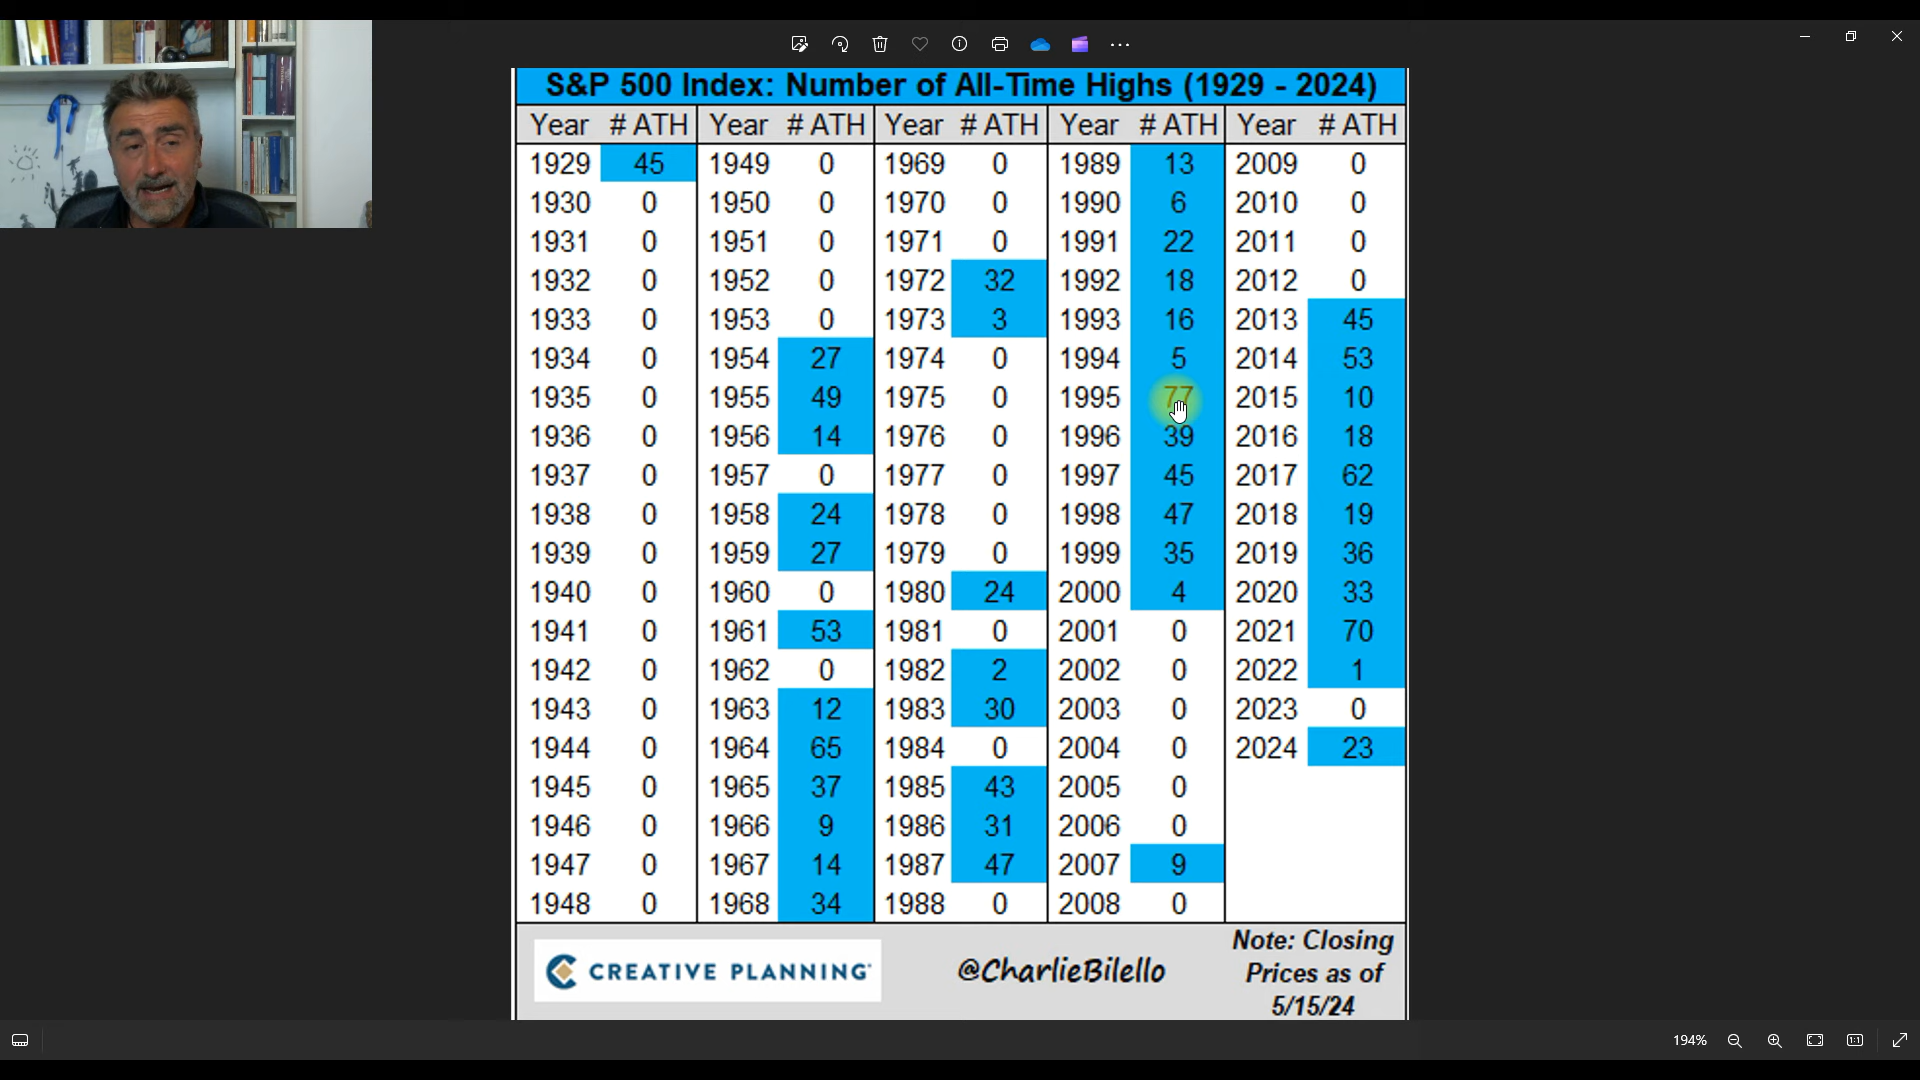 S&P 500 Index: Number of All-Time Highs (1929 - 2024)
Year # ATH Year # ATH Year # ATH Year # ATH Year # ATH
1929 45 1949 0 1969 0 1989 13 2009 0
1930 0 1950 0 1970 0 1990 6 2010 0
1931 0 1951 0 1971 0 1991 22 2011 0
1932 0 1952 0 1972 32 1992 18 2012 0
1933 0 1953 0 1973 3 1993 16 2013 45
1934 0 1954 27 1974 0 1994 5 2014 53
1935 0 1955 49 1975 0 1995 77 2015 10
1936 0 1956 14 1976 0 1996 39 2016 18
1937 0 1957 0 1977 0 1997 45 2017 62
1938 0 1958 24 1978 0 1998 47 2018 19
1939 0 1959 27 1979 0 1999 35 2019 36
1940 0 1960 0 1980 24 2000 4 2020 33
1941 0 1961 53 1981 0 2001 0 2021 70
1942 0 1962 0 1982 2 2002 0 2022 1
1943 0 1963 12 1983 30 2003 0 2023 0
1944 0 1964 65 1984 0 2004 0 2024 23
1945 0 1965 37 1985 43 2005 0
1946 0 1966 9 1986 31 2006 0
1947 0 1967 14 1987 47 2007 9
1948 0 1968 34 1988 0 2008 0
CREATIVE PLANNING
@CharlieBilello
Note: Closing
Prices as of
5/15/24
194%
1:1